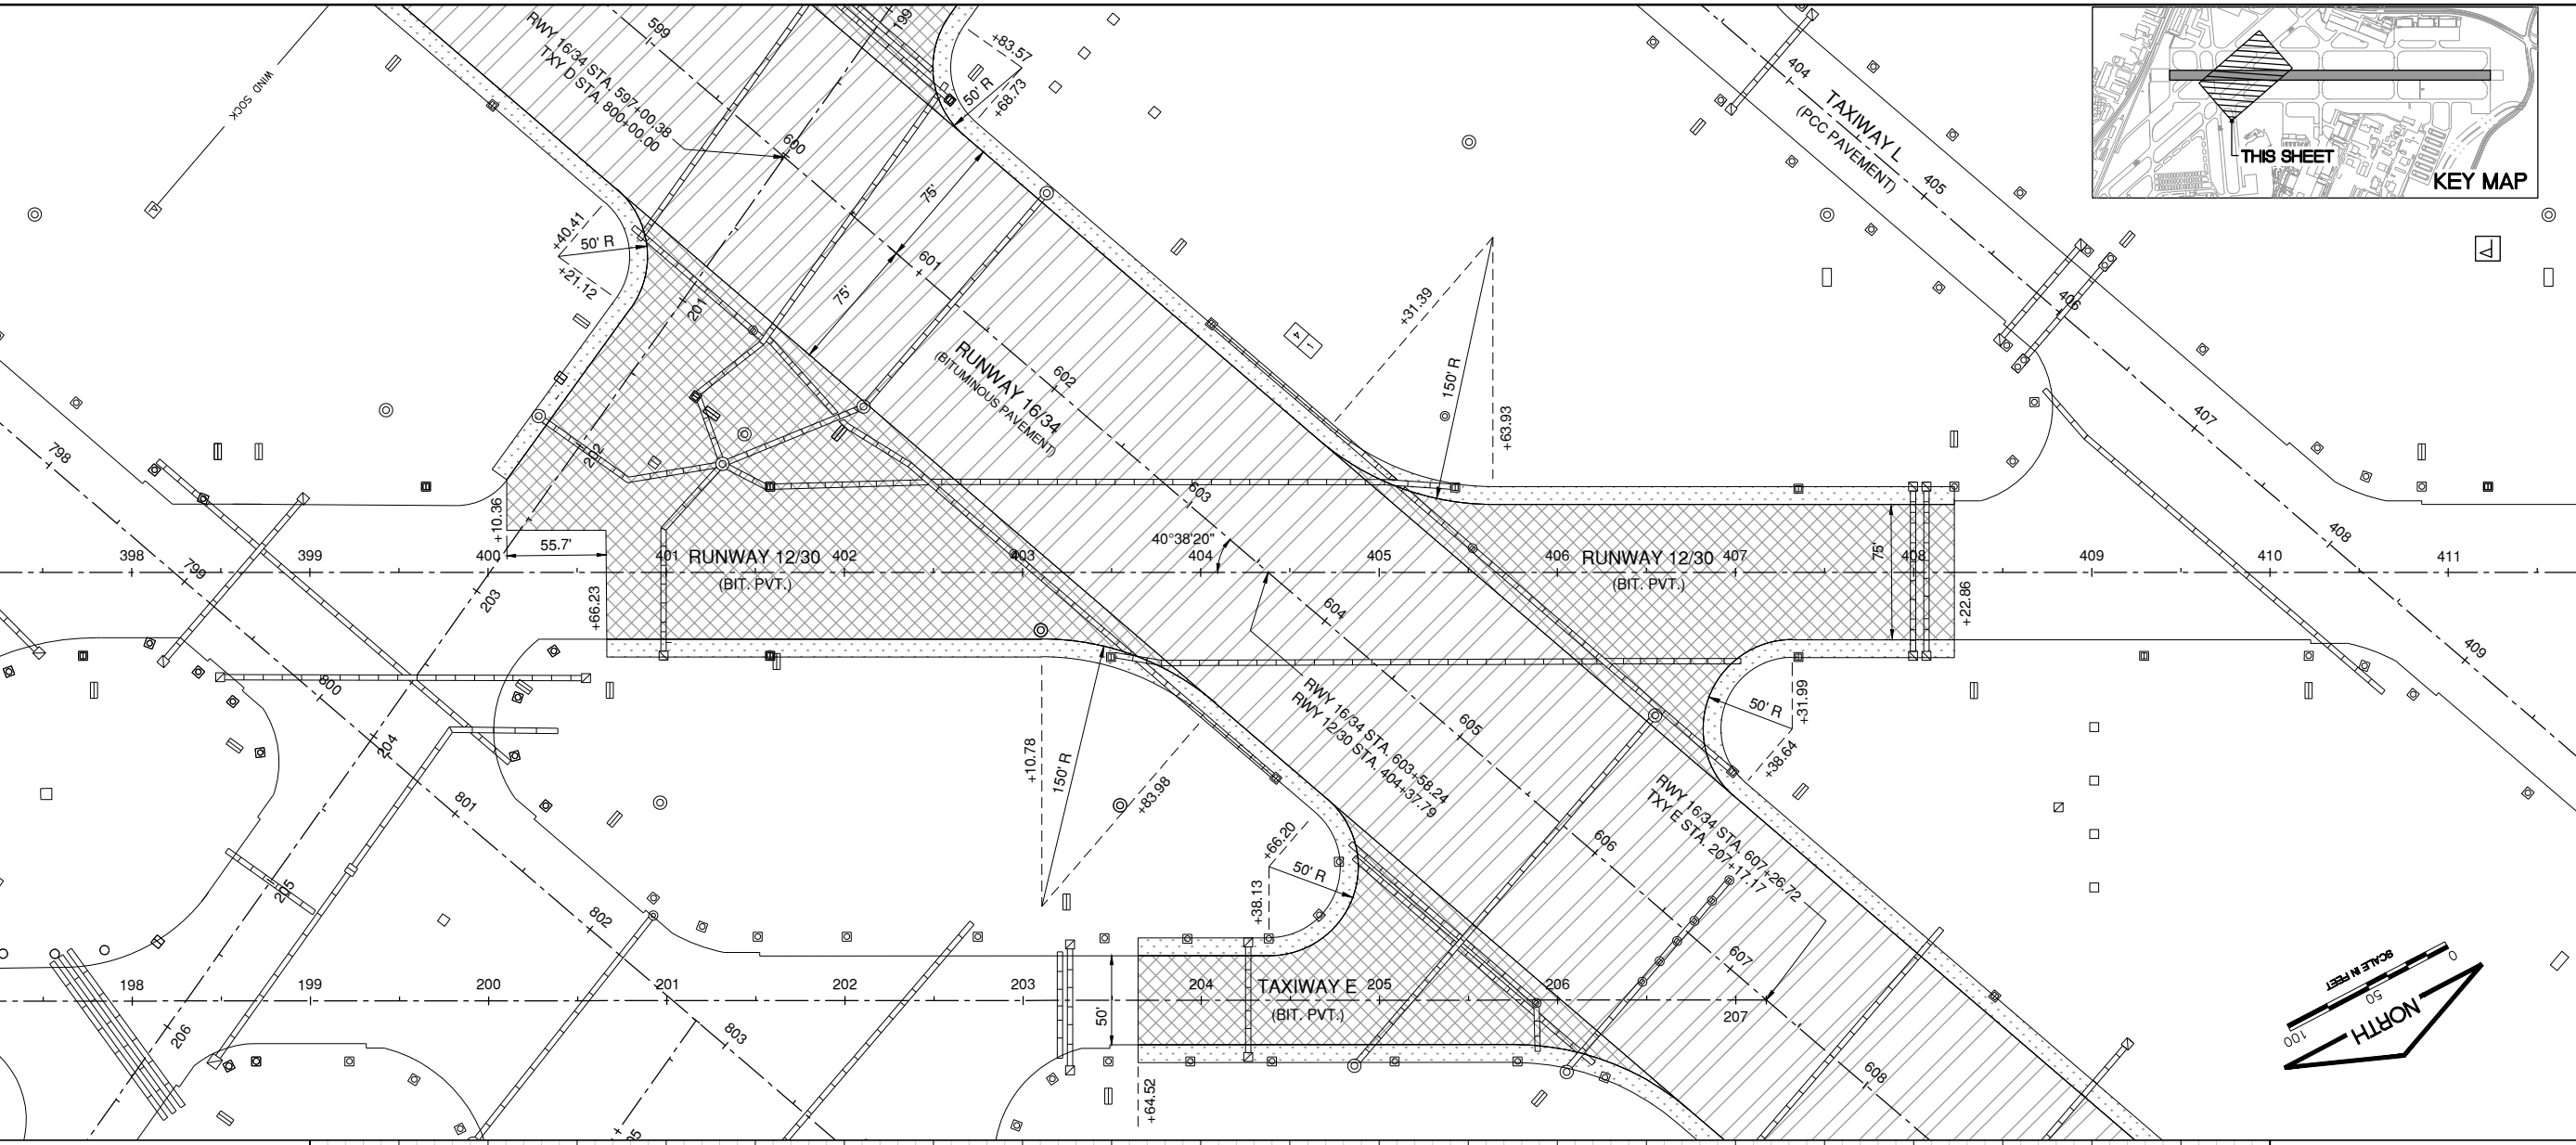 WIND SOCK
RWY 16/34 STA. 597+00.38
TXY D STA. 800+00.00
599
600
601
602
603
604
605
606
607
608
199
201
202
203
204
205
206
+83.57
50' R
+68.73
75'
75'
+40.41
50' R
+21.12
RUNWAY 16/34
(BITUMINOUS PAVEMENT)
+31.39
150' R
+63.93
1
4
TAXIWAY L
(PCC PAVEMENT)
404
405
406
407
408
409
THIS SHEET
KEY MAP
798
799
800
801
802
803
+10.36
55.7'
+66.23
398
399
400
401
402
403
404
405
406
407
408
409
410
411
RUNWAY 12/30
(BIT. PVT.)
40°38'20"
RUNWAY 12/30
(BIT. PVT.)
75'
+22.86
RWY 16/34 STA. 603+58.24
RWY 12/30 STA. 404+37.79
+10.78
150' R
+83.98
50' R
+31.99
+38.64
RWY 16/34 STA. 607+26.72
TXY E STA. 207+17.17
+66.20
50' R
+38.13
198
199
200
201
202
203
204
205
206
207
TAXIWAY E
(BIT. PVT.)
50'
+64.52
SCALE IN FEET
0
50
100
NORTH